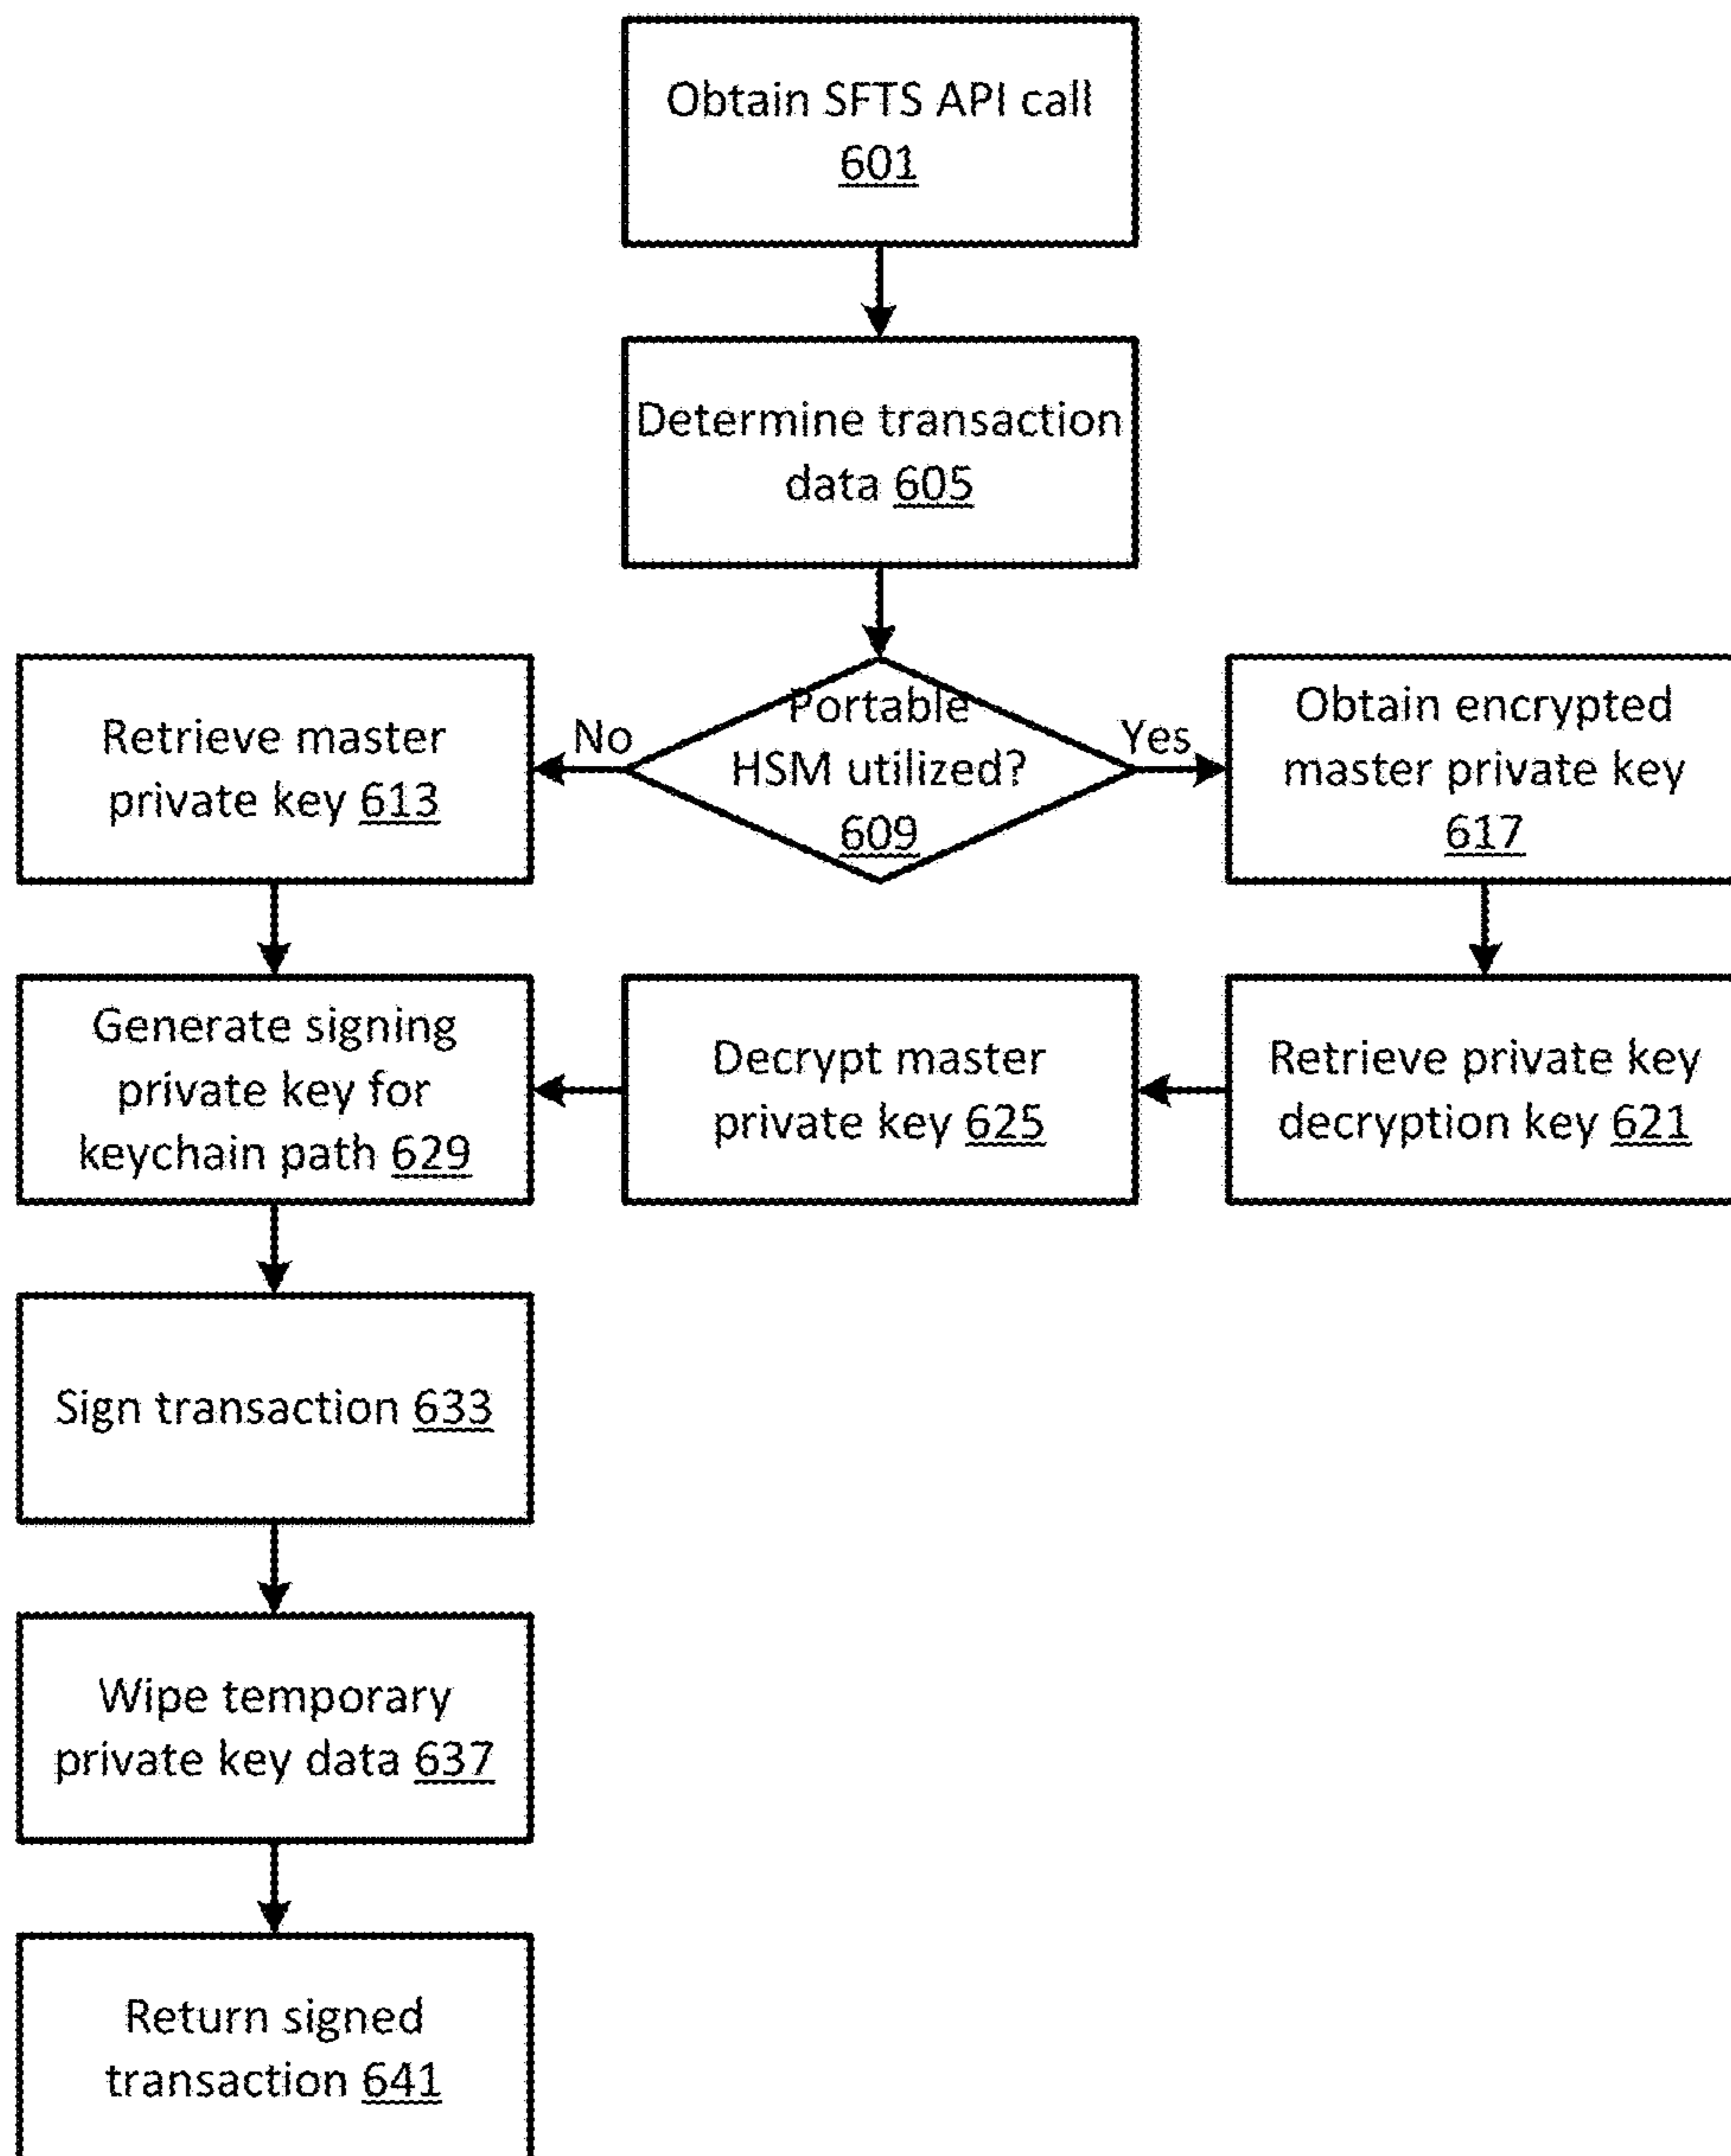 Obtain SFTS API call
601
Determine transaction
data 605
Portable
HSM utilized?
609
No
Yes
Retrieve master
private key 613
Obtain encrypted
master private key
617
Generate signing
private key for
keychain path 629
Decrypt master
private key 625
Retrieve private key
decryption key 621
Sign transaction 633
Wipe temporary
private key data 637
Return signed
transaction 641